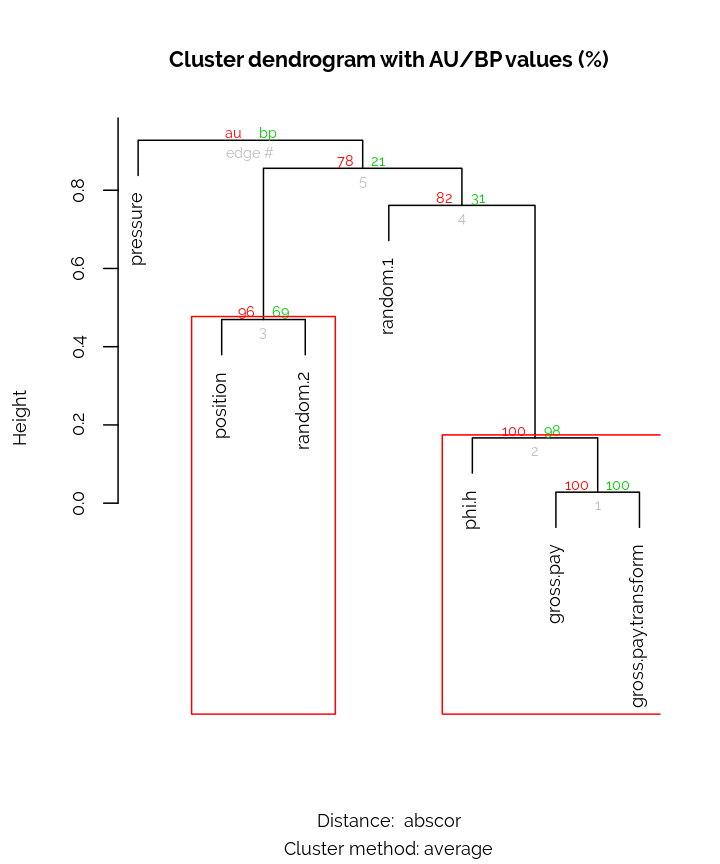 Cluster dendrogram with AU/BP values (%)
au bp
edge #
78 21
5
82 31
4
96 69
3
100 98
2
100 100
1
Height
0.0
0.2
0.4
0.6
0.8
pressure
position
random.2
random.1
phi.h
gross.pay
gross.pay.transform
Distance: abscor
Cluster method: average